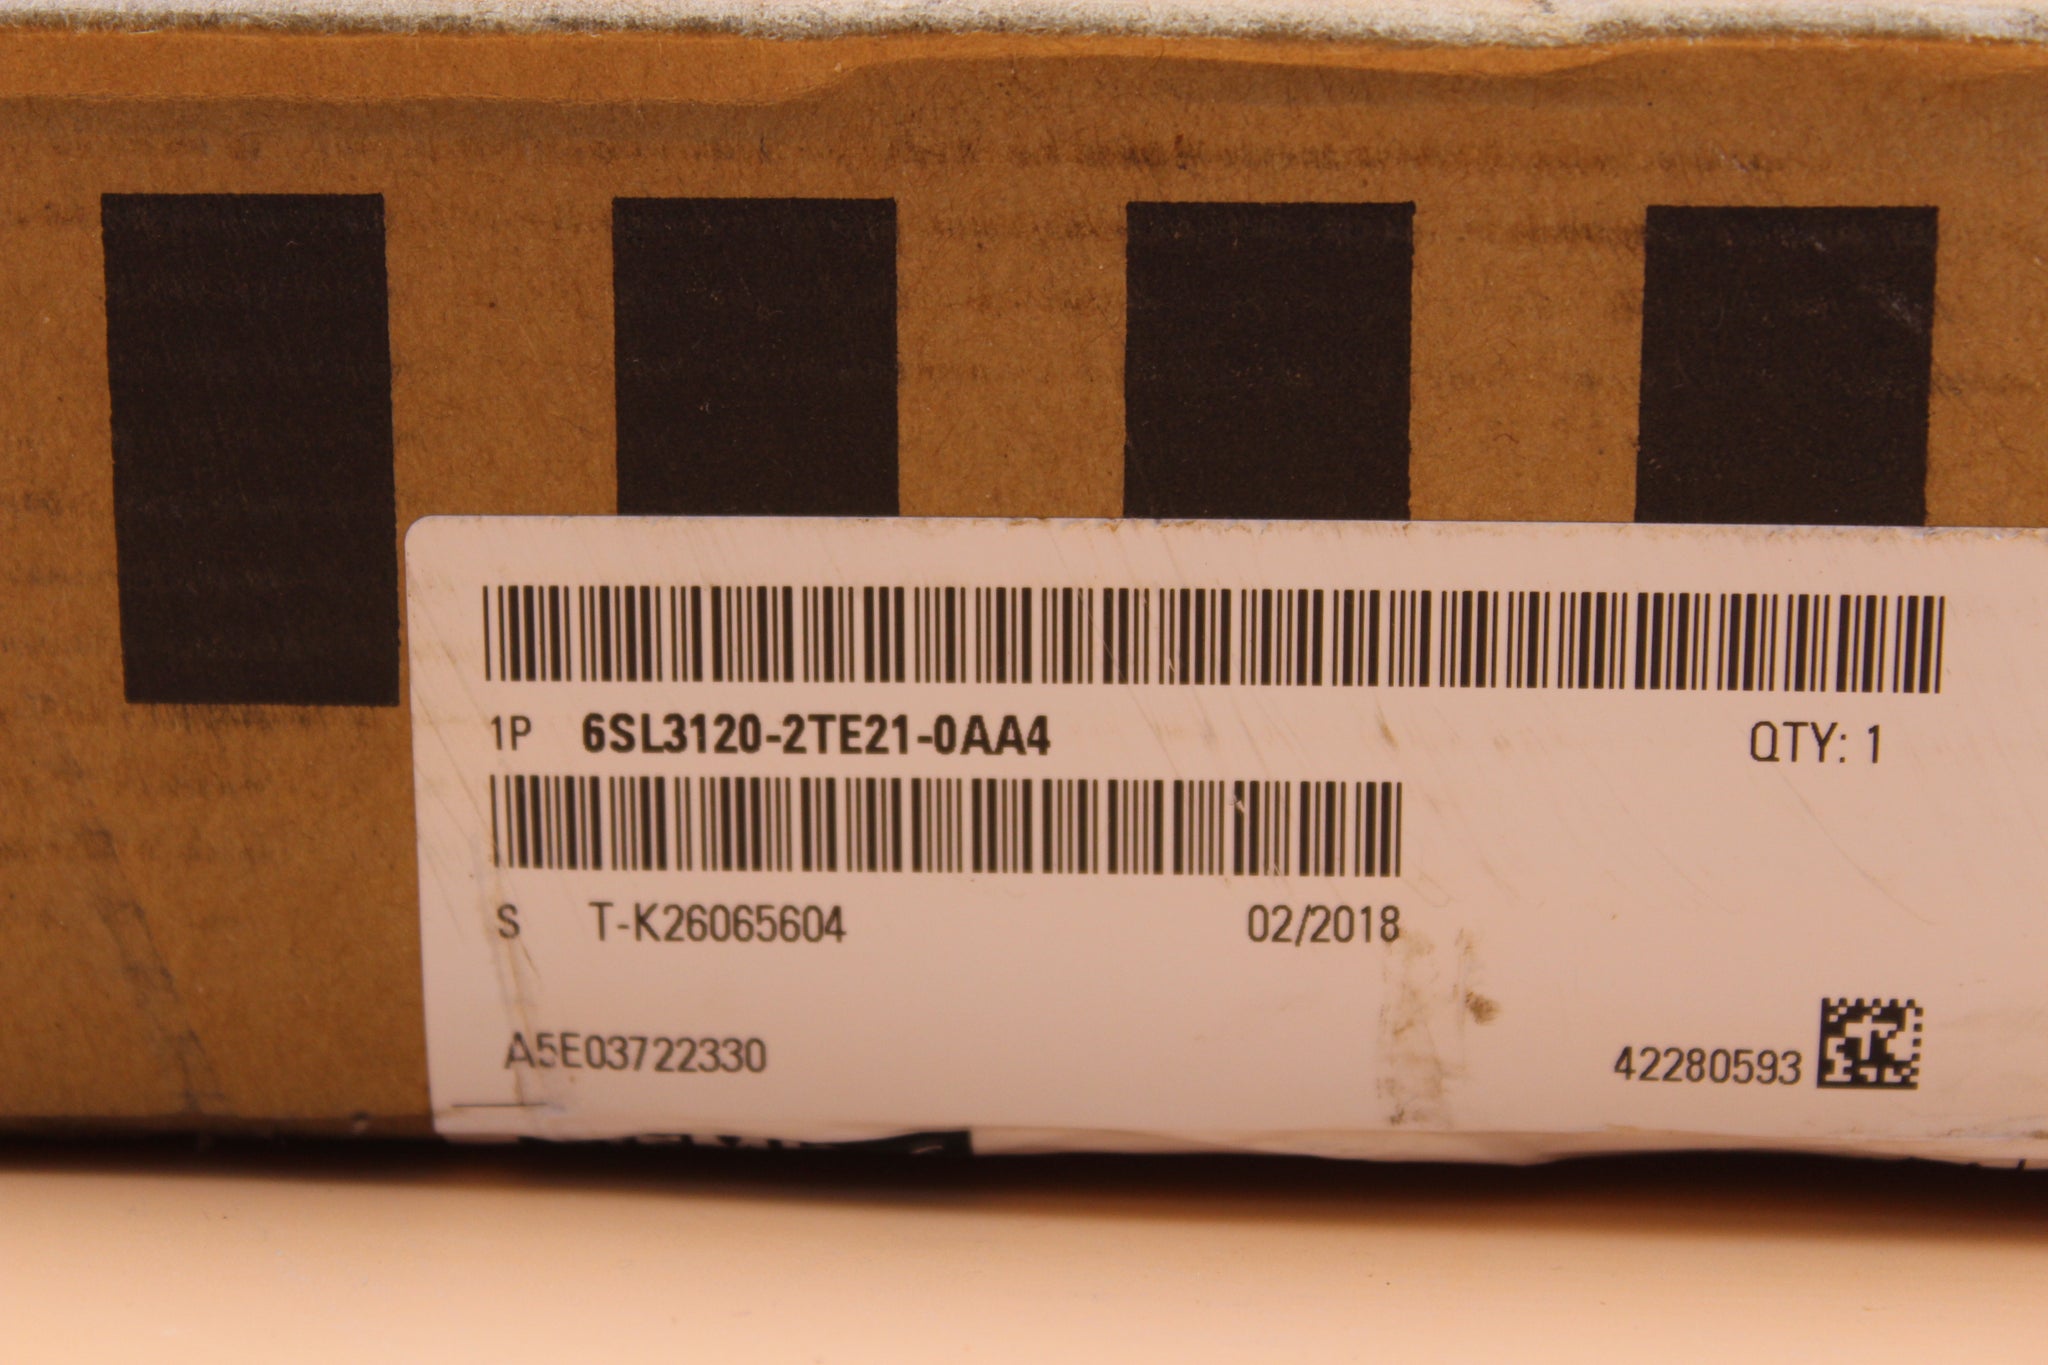 1P 6SL3120-2TE21-0AA4 QTY: 1
S T-K26065604 02/2018
A5E03722330 42280593